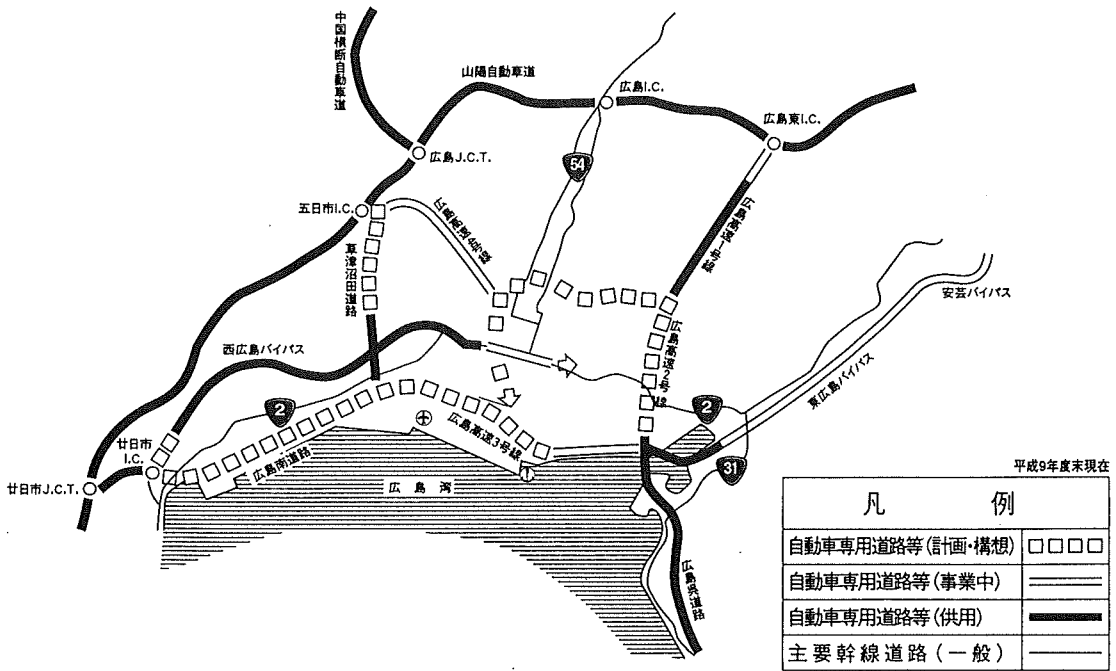 中国横断自動車道
山陽自動車道
広島I.C.
広島東I.C.
広島J.C.T.
54
五日市I.C.
広島高速4号線
広島高速1号線
草津沼田道路
安芸バイパス
西広島バイパス
広島高速2号線
東広島バイパス
2
2
広島高速3号線
廿日市
I.C.
広島南道路
31
廿日市J.C.T.
広島湾
広島呉道路
平成9年度末現在
凡例
自動車専用道路等(計画・構想)
自動車専用道路等(事業中)
自動車専用道路等(供用)
主要幹線道路(一般)